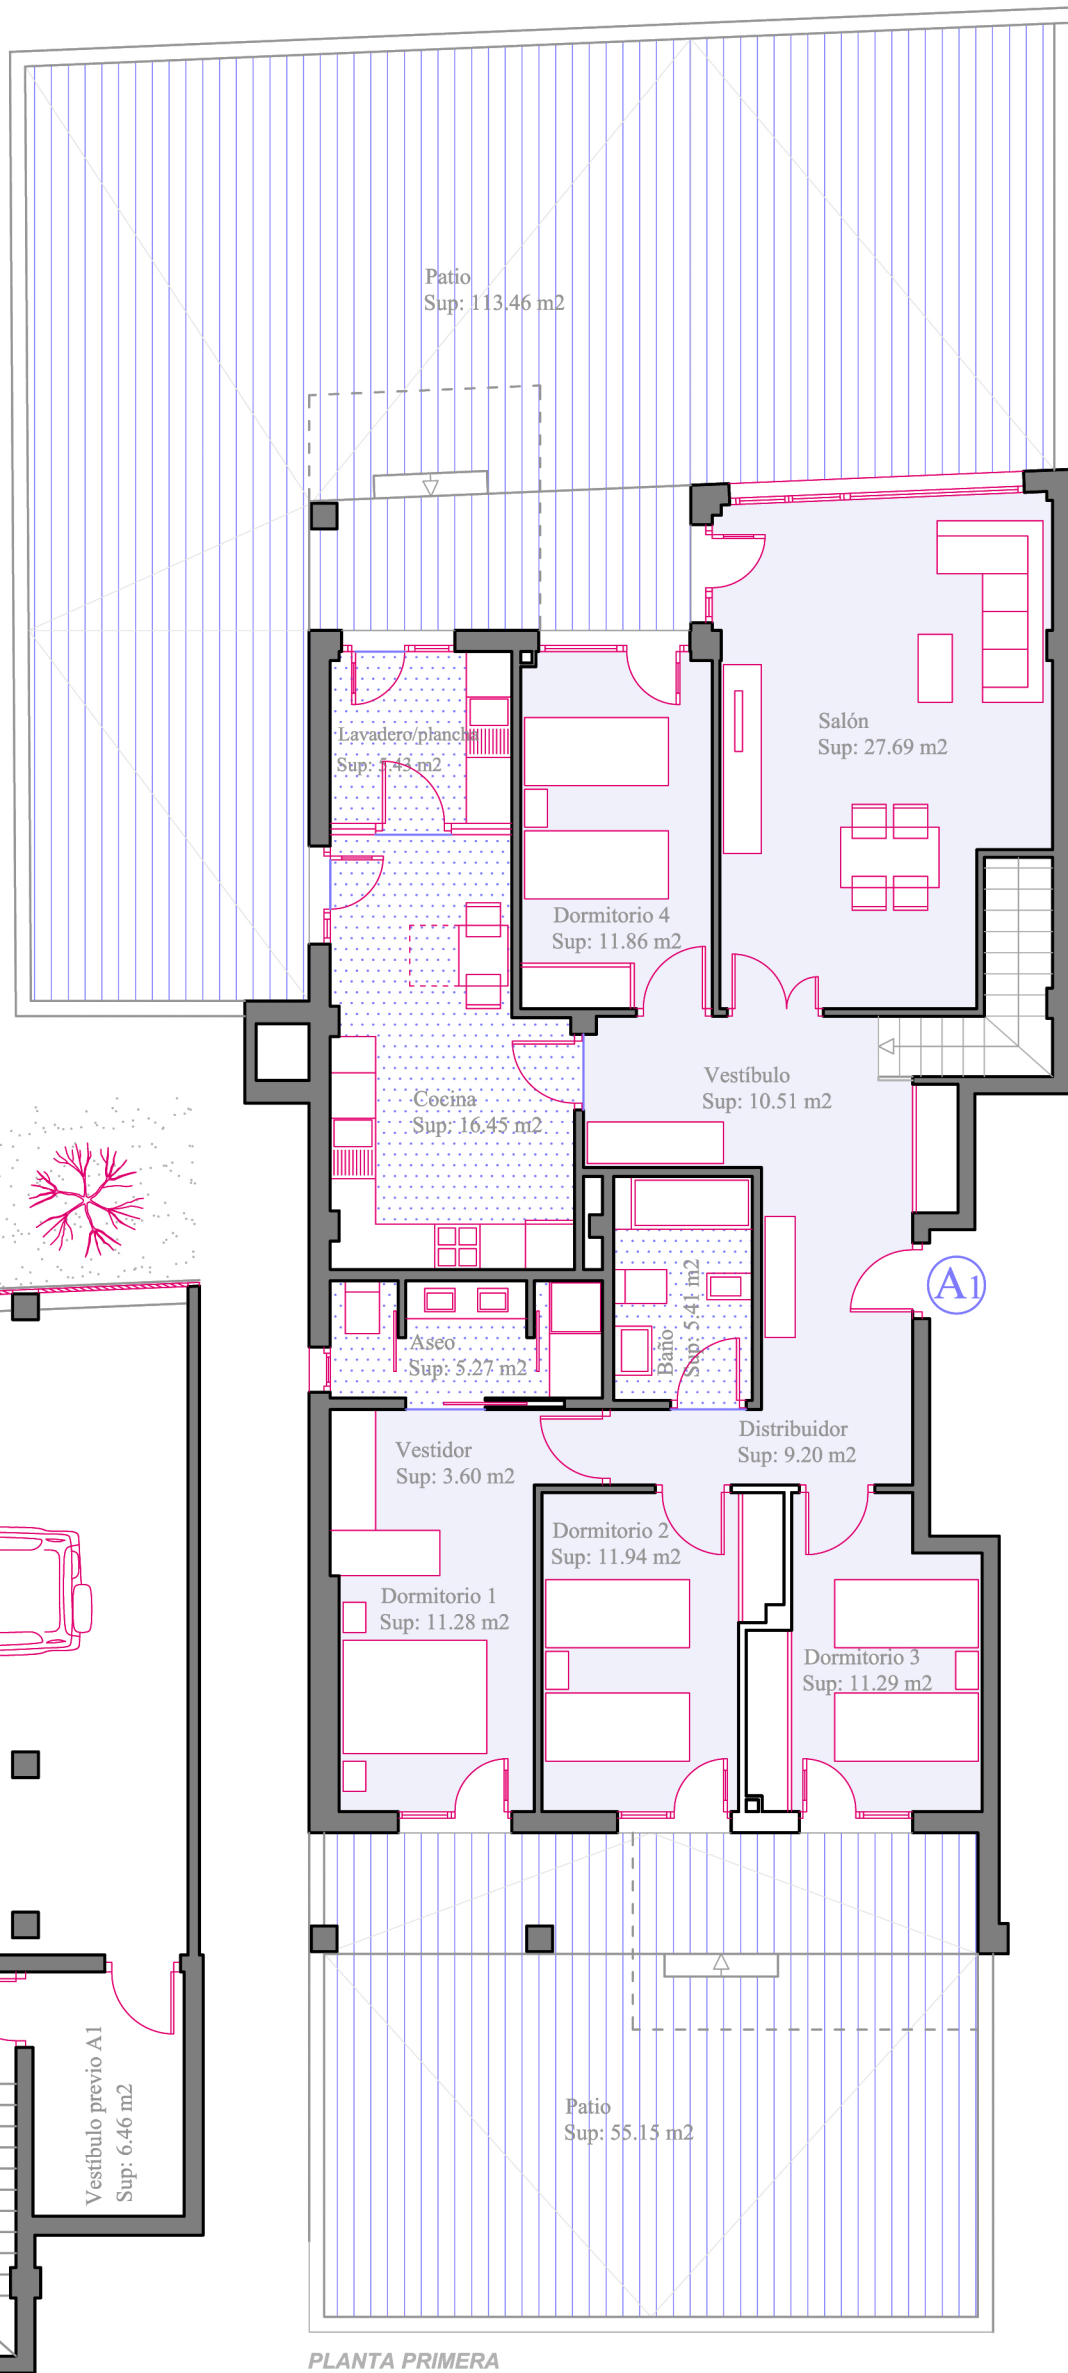 Patio
Sup: 113.46 m2
Salón
Sup: 27.69 m2
Lavadero/plancha
Sup: 5.43 m2
Dormitorio 4
Sup: 11.86 m2
Vestíbulo
Sup: 10.51 m2
Cocina
Sup: 16.45 m2
A1
Baño
Sup: 5.41 m2
Aseo
Sup: 5.27 m2
Distribuidor
Sup: 9.20 m2
Vestidor
Sup: 3.60 m2
Dormitorio 2
Sup: 11.94 m2
Dormitorio 1
Sup: 11.28 m2
Dormitorio 3
Sup: 11.29 m2
Vestíbulo previo A1
Sup: 6.46 m2
Patio
Sup: 55.15 m2
PLANTA PRIMERA